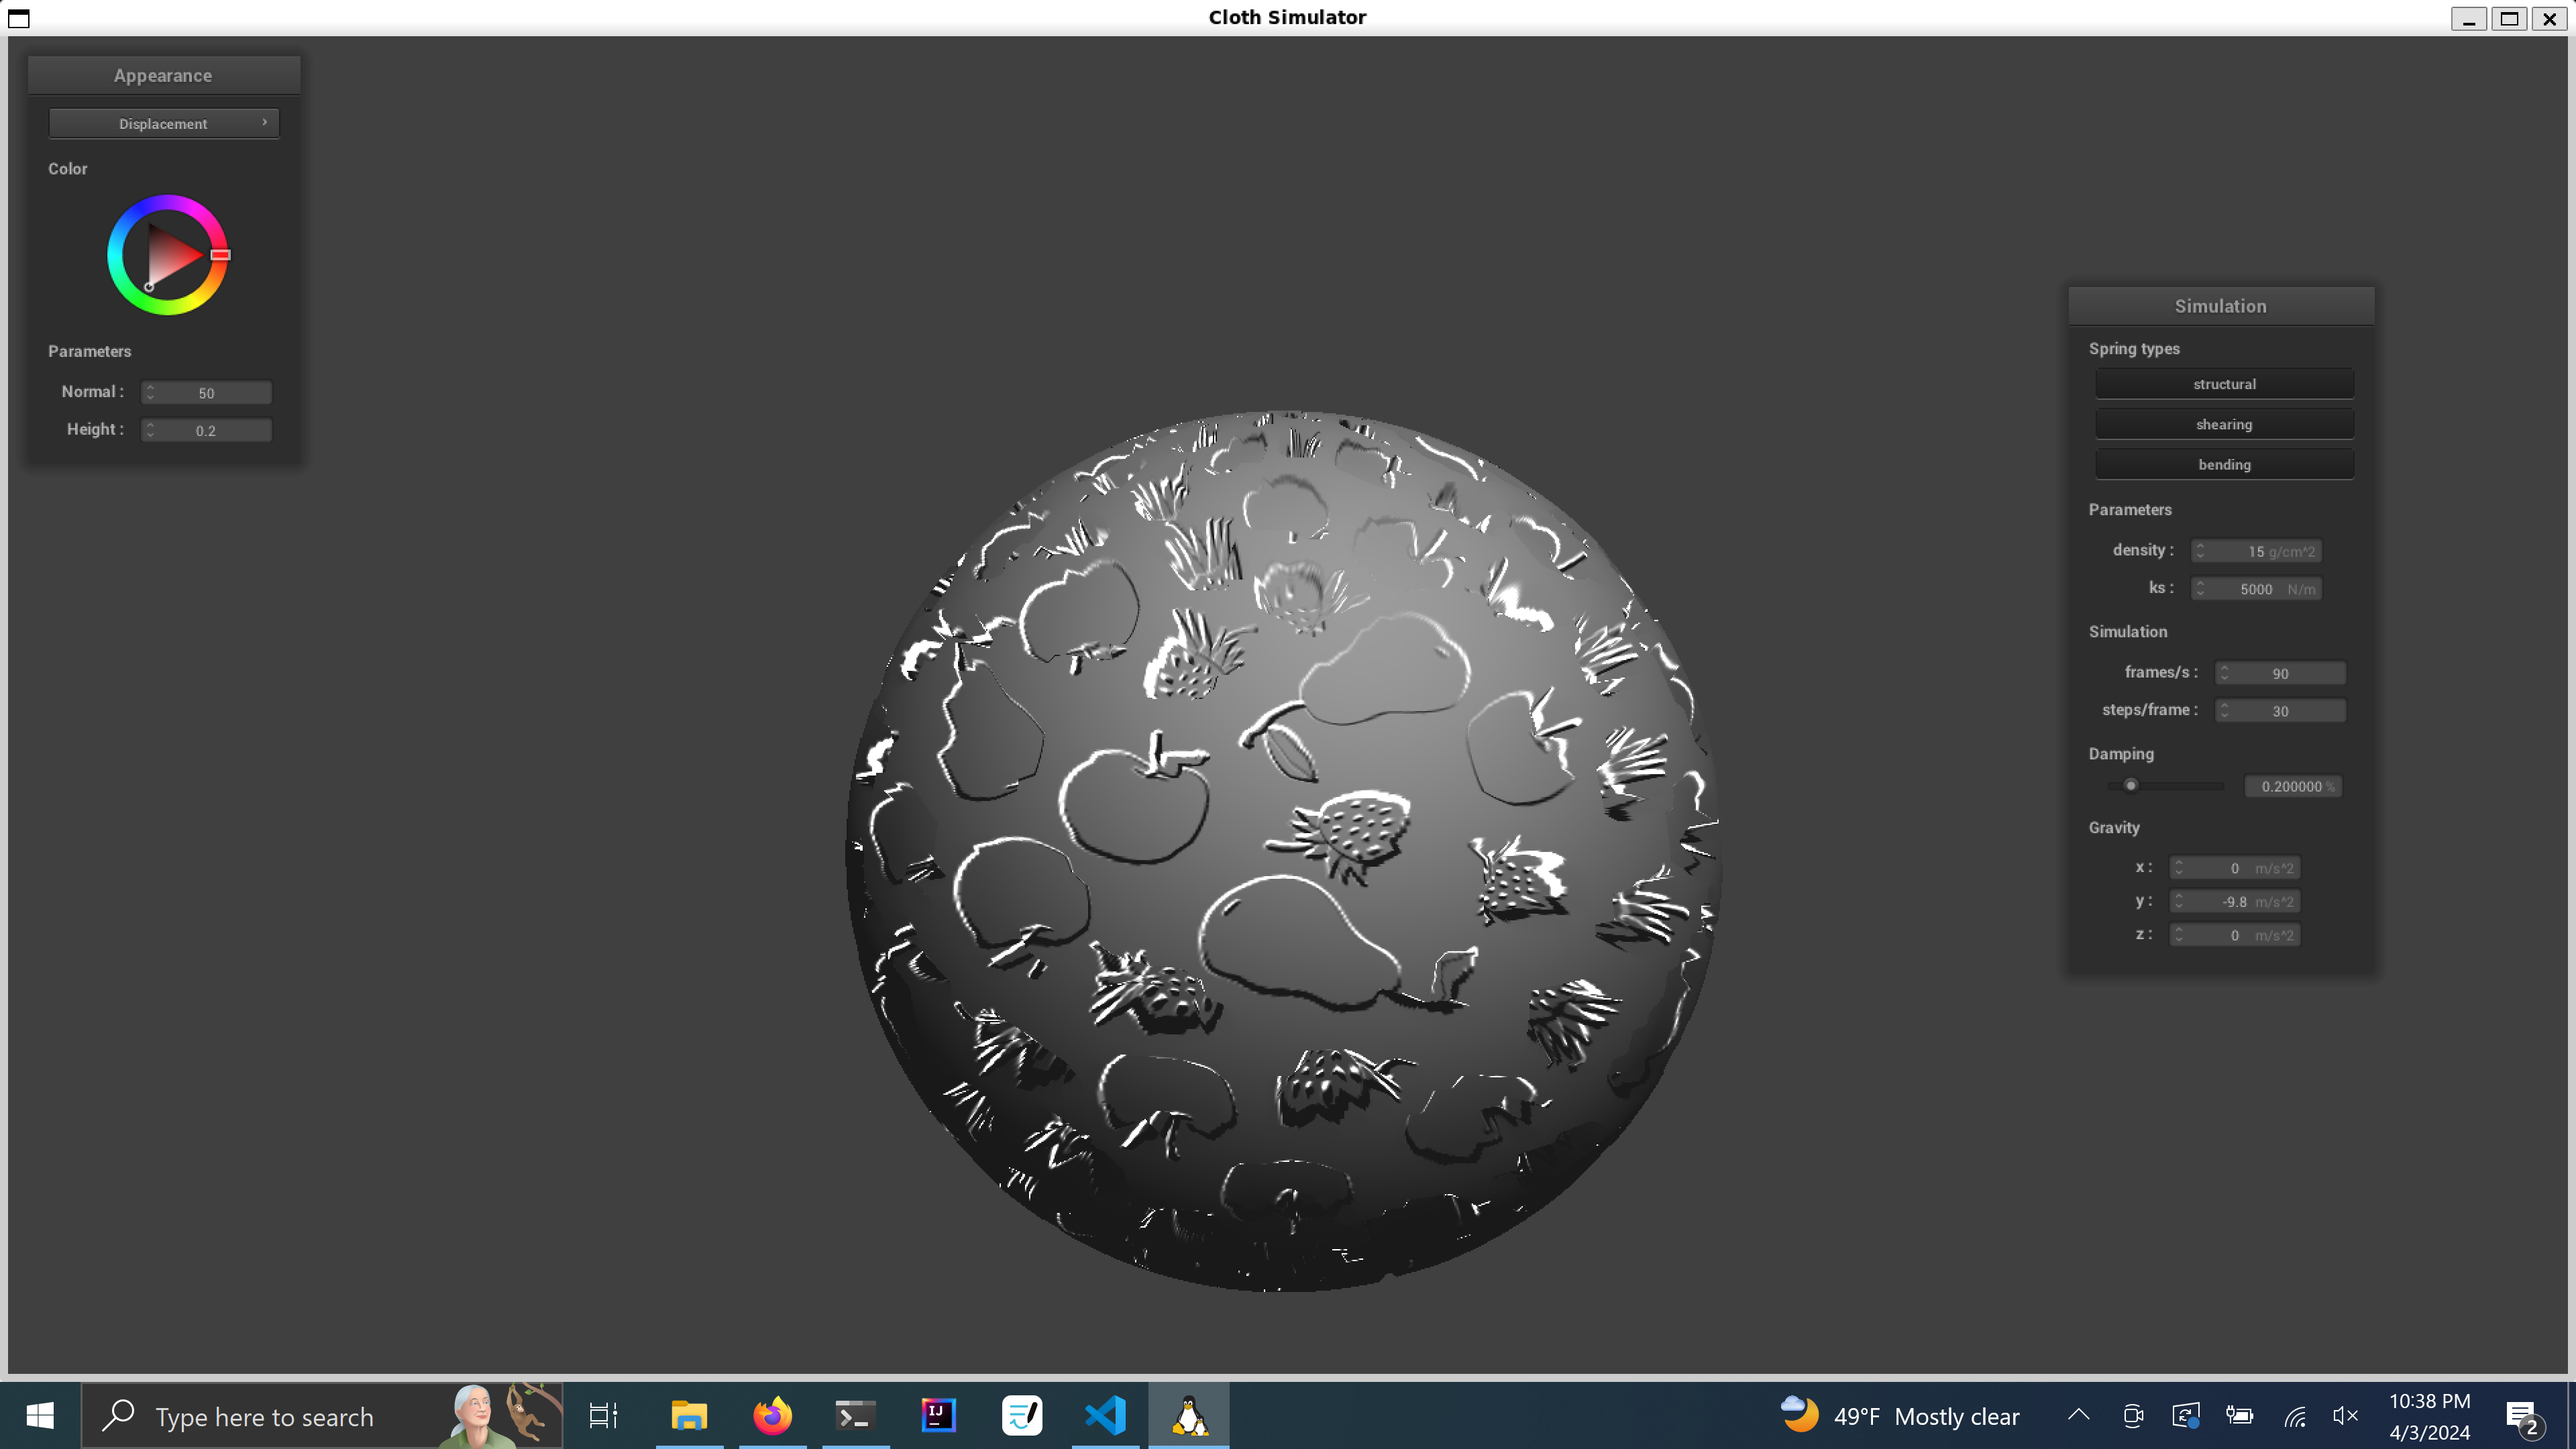 Cloth Simulator
Appearance
Displacement
Color
Parameters
Normal : 50
Height : 0.2
Simulation
Spring types
structural
shearing
bending
Parameters
density : 15 g/cm^2
ks : 5000 N/m
Simulation
frames/s : 90
steps/frame : 30
Damping
0.200000 %
Gravity
x : 0 m/s^2
y : -9.8 m/s^2
z : 0 m/s^2
Type here to search
IJ
49°F Mostly clear
10:38 PM
4/3/2024
2